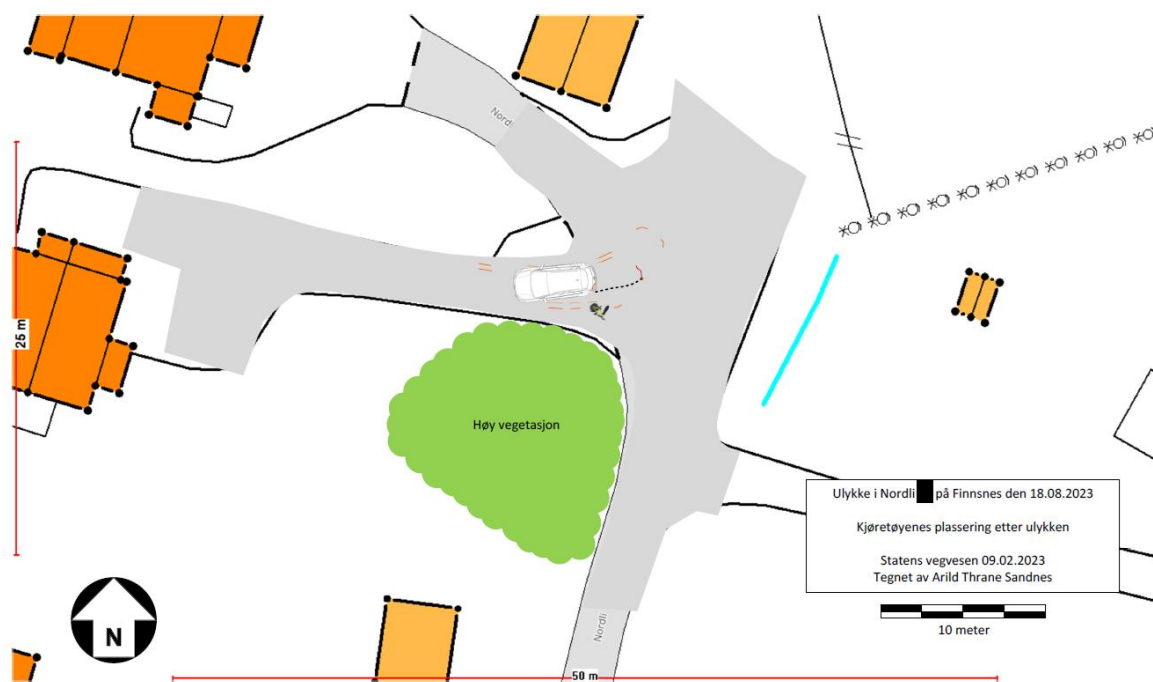 Nordli
25 m
Høy vegetasjon
Ulykke i Nordli på Finnsnes den 18.08.2023
Kjøretøyenes plassering etter ulykken
Statens vegvesen 09.02.2023
Tegnet av Arild Thrane Sandnes
10 meter
N
Nordli
50 m